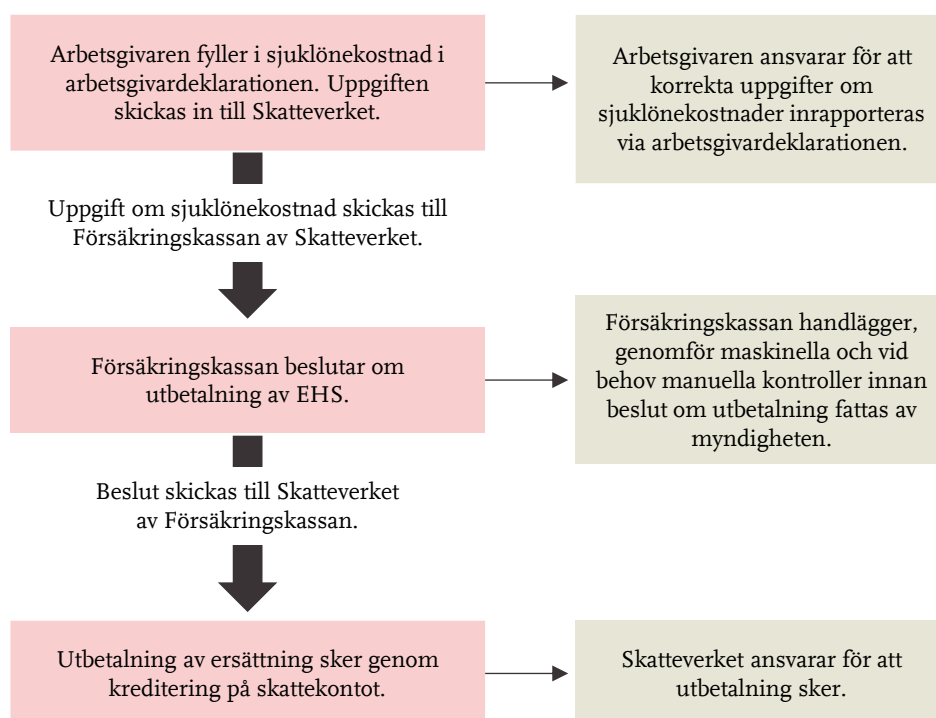 Arbetsgivaren fyller i sjuklönekostnad i
arbetsgivardeklarationen. Uppgiften
skickas in till Skatteverket.
Arbetsgivaren ansvarar för att
korrekta uppgifter om
sjuklönekostnader inrapporteras
via arbetsgivardeklarationen.
Uppgift om sjuklönekostnad skickas till
Försäkringskassan av Skatteverket.
Försäkringskassan beslutar om
utbetalning av EHS.
Försäkringskassan handlägger,
genomför maskinella och vid
behov manuella kontroller innan
beslut om utbetalning fattas av
myndigheten.
Beslut skickas till Skatteverket
av Försäkringskassan.
Utbetalning av ersättning sker genom
kreditering på skattekontot.
Skatteverket ansvarar för att
utbetalning sker.